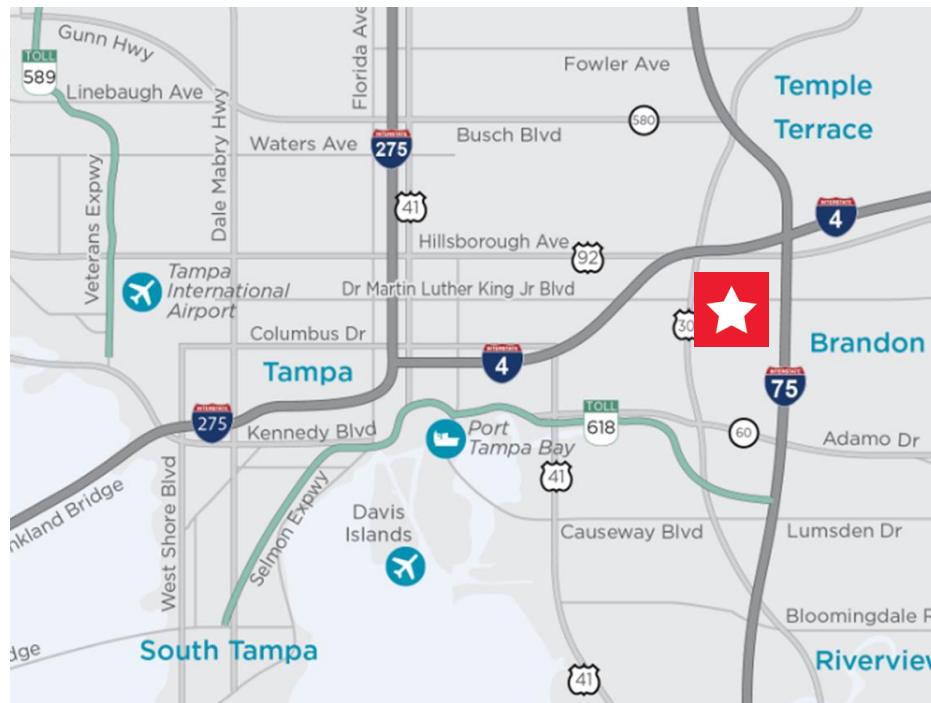 Gunn Hwy
TOLL
589
Linebaugh Ave
Dale Mabry Hwy
Florida Ave
Fowler Ave
Temple
Terrace
580
Busch Blvd
Waters Ave
INTERSTATE
275
41
Veterans Expwy
INTERSTATE
4
Hillsborough Ave
92
Tampa
International
Airport
Dr Martin Luther King Jr Blvd
Columbus Dr
Brandon
Tampa
INTERSTATE
4
INTERSTATE
75
INTERSTATE
275
Kennedy Blvd
Port
Tampa Bay
TOLL
618
60
Adamo Dr
41
West Shore Blvd
Selmon Expwy
Davis
Islands
Causeway Blvd
Lumsden Dr
Bridge
South Tampa
Bloomingdale
41